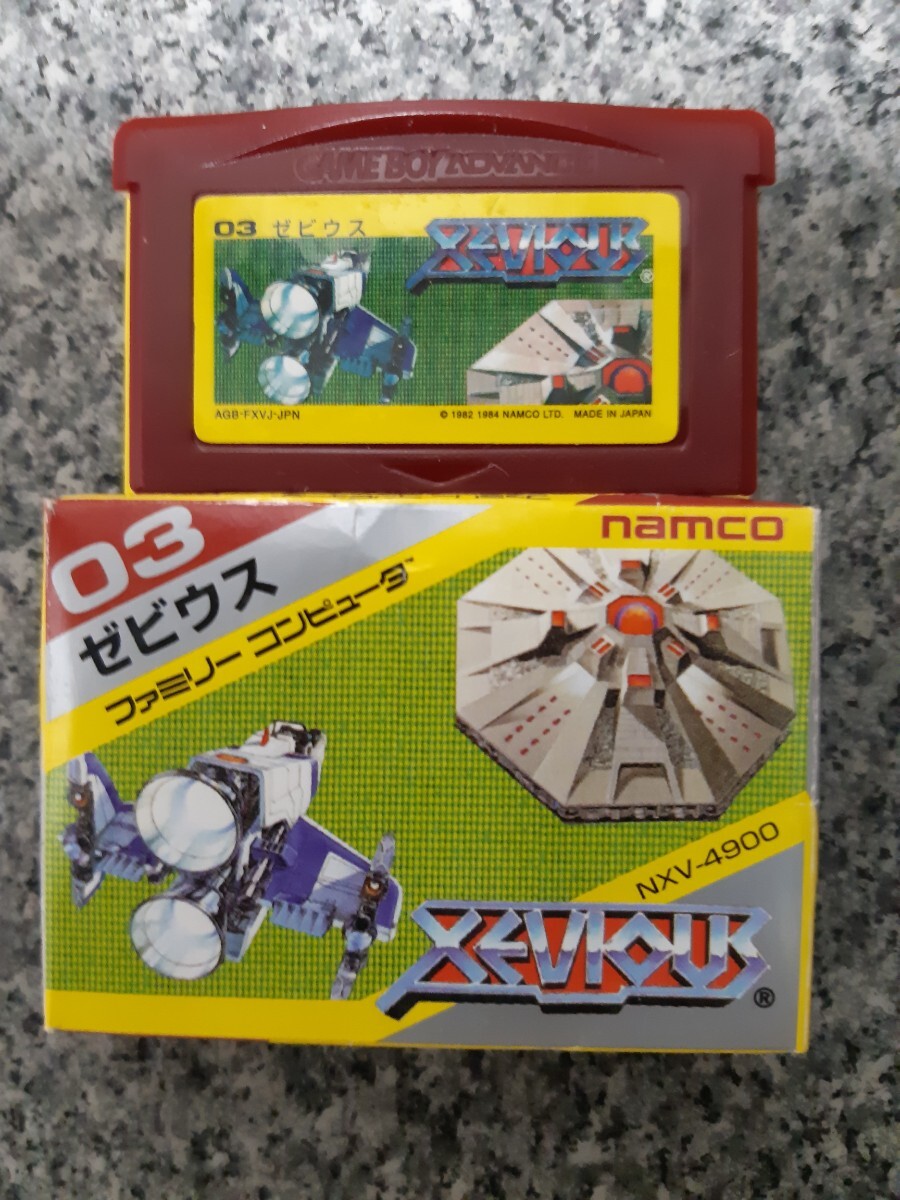 GAME BOY ADVANCE
03 ゼビウス
XEVIOUS
®
AGB-FXVJ-JPN
© 1982 1984 NAMCO LTD. MADE IN JAPAN
03
namco
ゼビウス
ファミリー コンピュータ™
NXV-4900
XEVIOUS
®